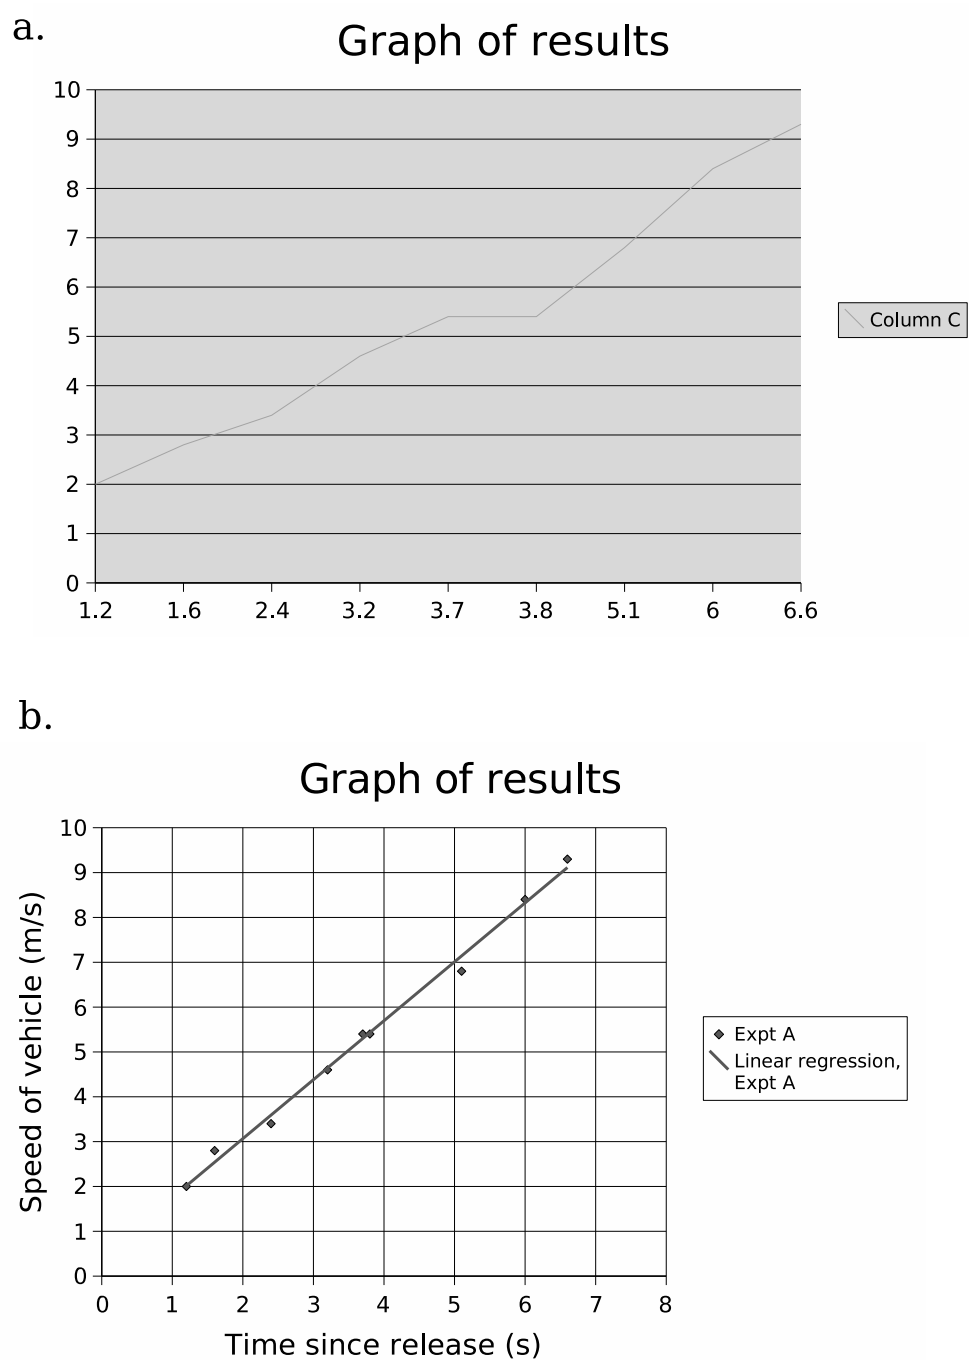 a.
Graph of results
10
9
8
7
6
5
4
3
2
1
0
1.2 1.6 2.4 3.2 3.7 3.8 5.1 6 6.6
Column C
b.
Graph of results
Speed of vehicle (m/s)
10
9
8
7
6
5
4
3
2
1
0
0 1 2 3 4 5 6 7 8
Time since release (s)
Expt A
Linear regression,
Expt A